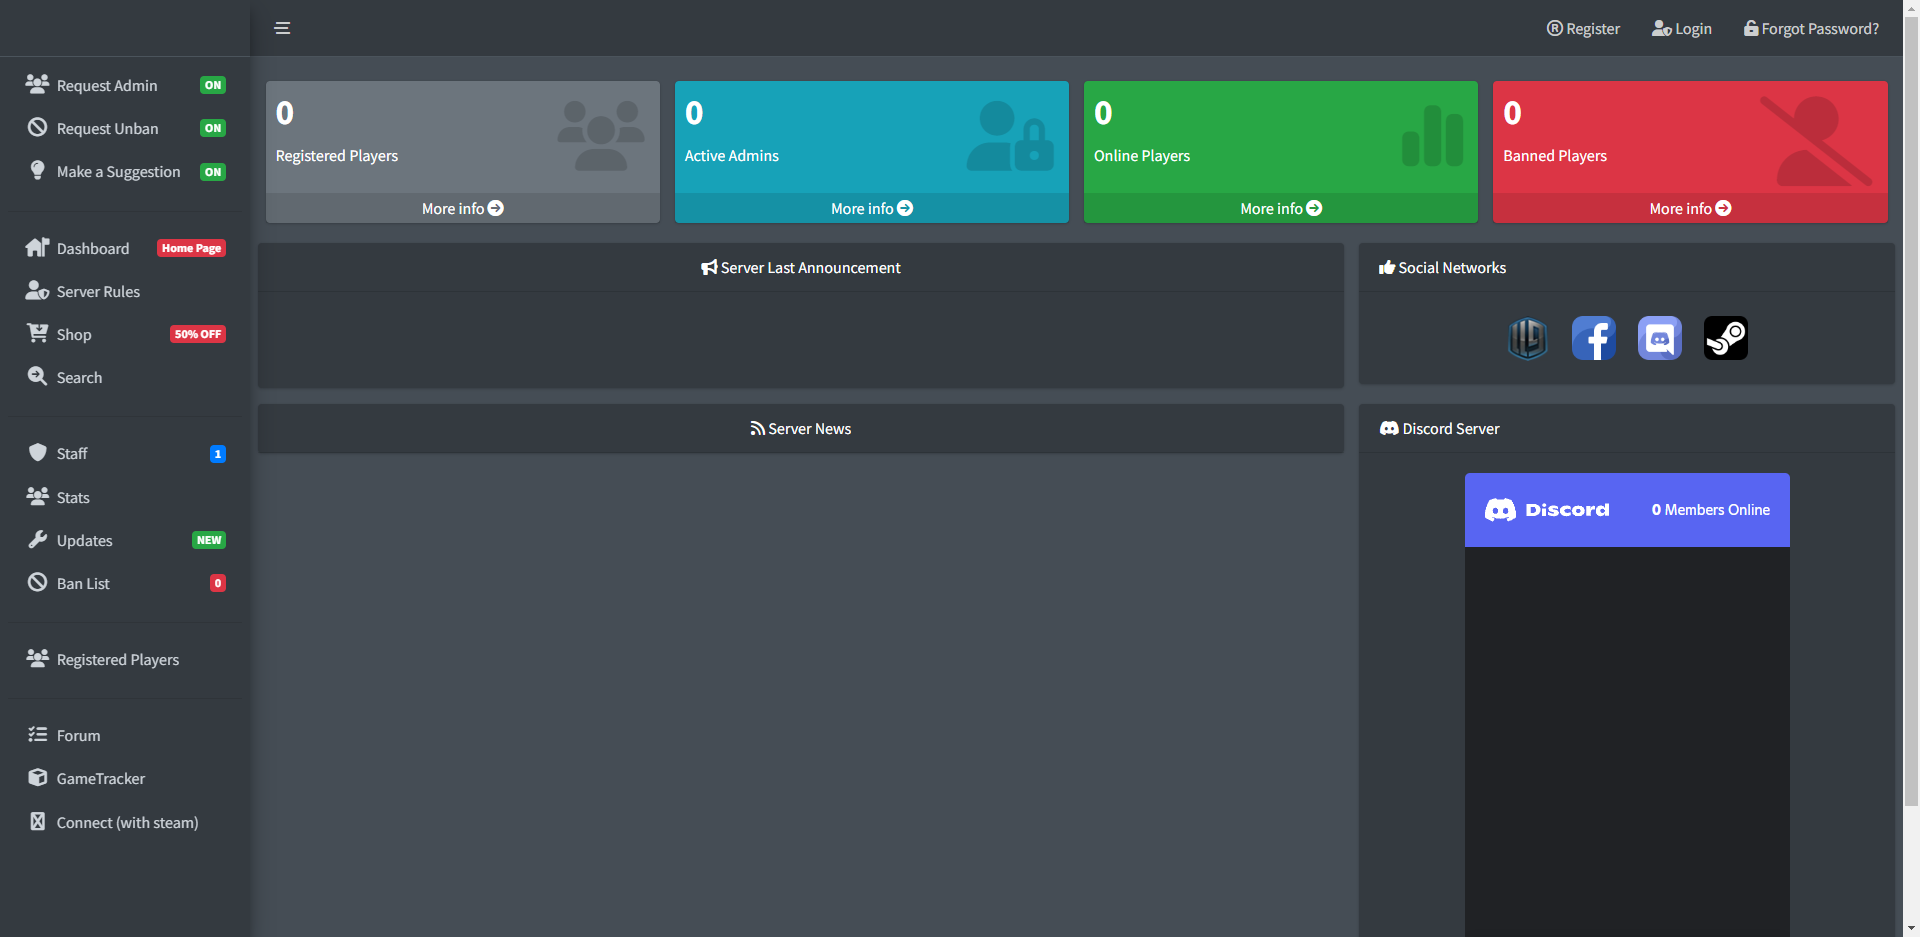 Register
Login
Forgot Password?
Request Admin ON
Request Unban ON
Make a Suggestion ON
Dashboard Home Page
Server Rules
Shop 50% OFF
Search
Staff 1
Stats
Updates NEW
Ban List 0
Registered Players
Forum
GameTracker
Connect (with steam)
0
Registered Players
More info
0
Active Admins
More info
0
Online Players
More info
0
Banned Players
More info
Server Last Announcement
Server News
Social Networks
Discord Server
Discord
0 Members Online